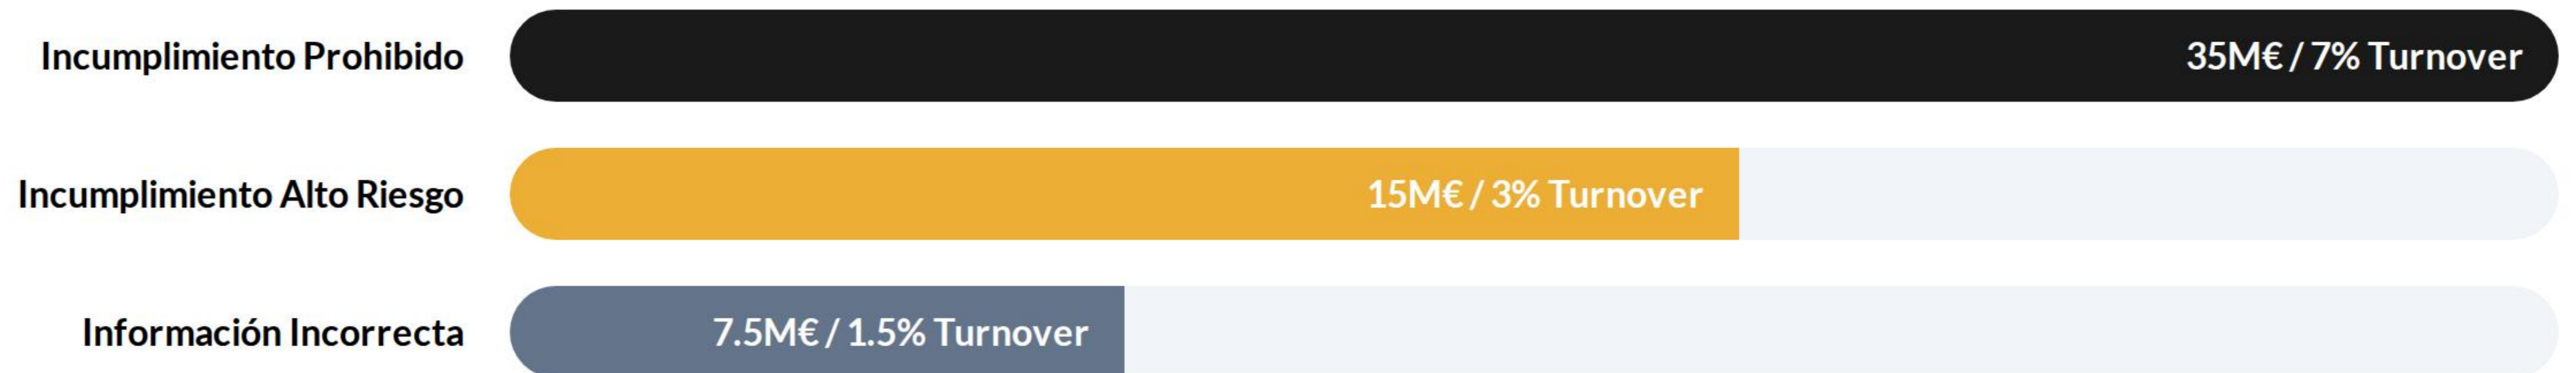 Incumplimiento Prohibido 35M€ / 7% Turnover
Incumplimiento Alto Riesgo 15M€ / 3% Turnover
Información Incorrecta 7.5M€ / 1.5% Turnover